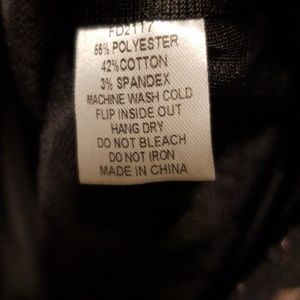 FD2117
55% POLYESTER
42%COTTON
3% SPANDEX
MACHINE WASH COLD
FLIP INSIDE OUT
HANG DRY
DO NOT BLEACH
DO NOT IRON
MADE IN CHINA